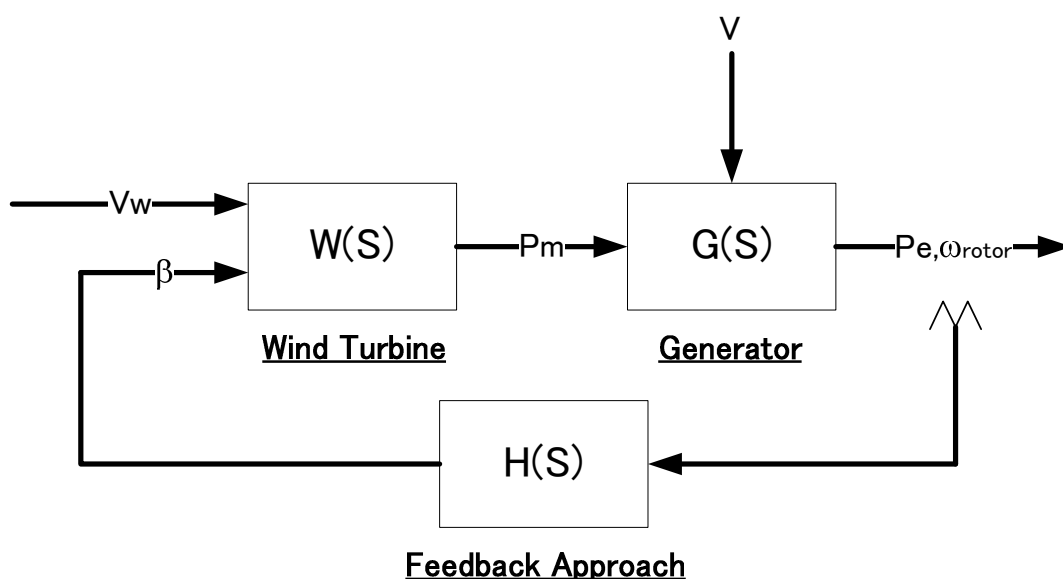 V
Vw
W(S)
Pm
G(S)
Pe,ωrotor
β
Wind Turbine
Generator
H(S)
Feedback Approach